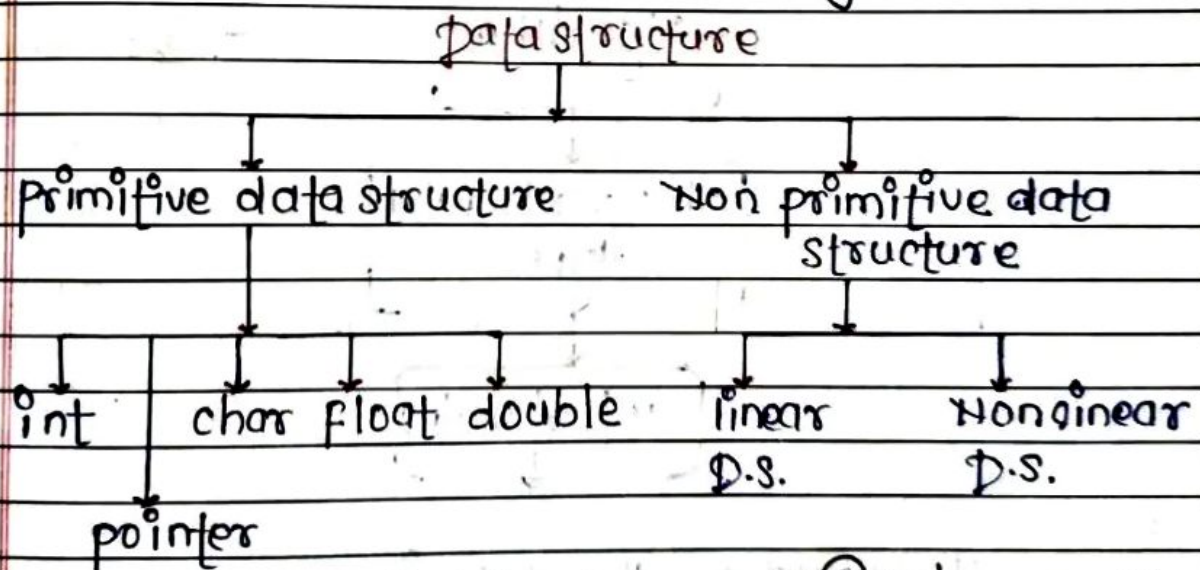 Data structure
primitive data structure Non primitive data
structure
int char float double linear Nonlinear
D.S. D.S.
pointer